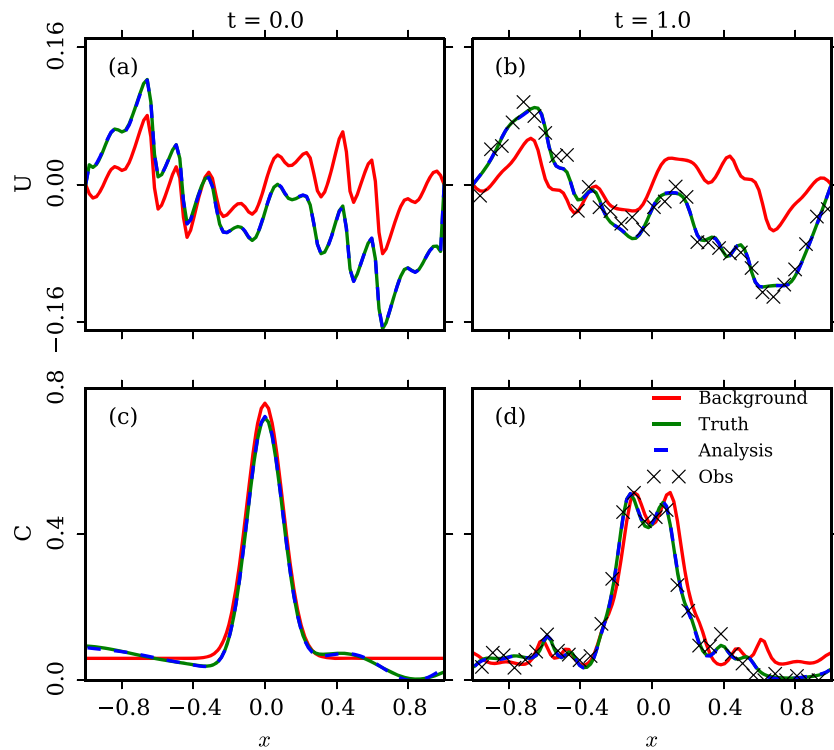 t = 0.0
t = 1.0
0.16
0.00
−0.16
U
(a)
(b)
0.8
0.4
0.0
C
(c)
(d)
Background
Truth
Analysis
Obs
−0.8 −0.4 0.0 0.4 0.8
−0.8 −0.4 0.0 0.4 0.8
x
x